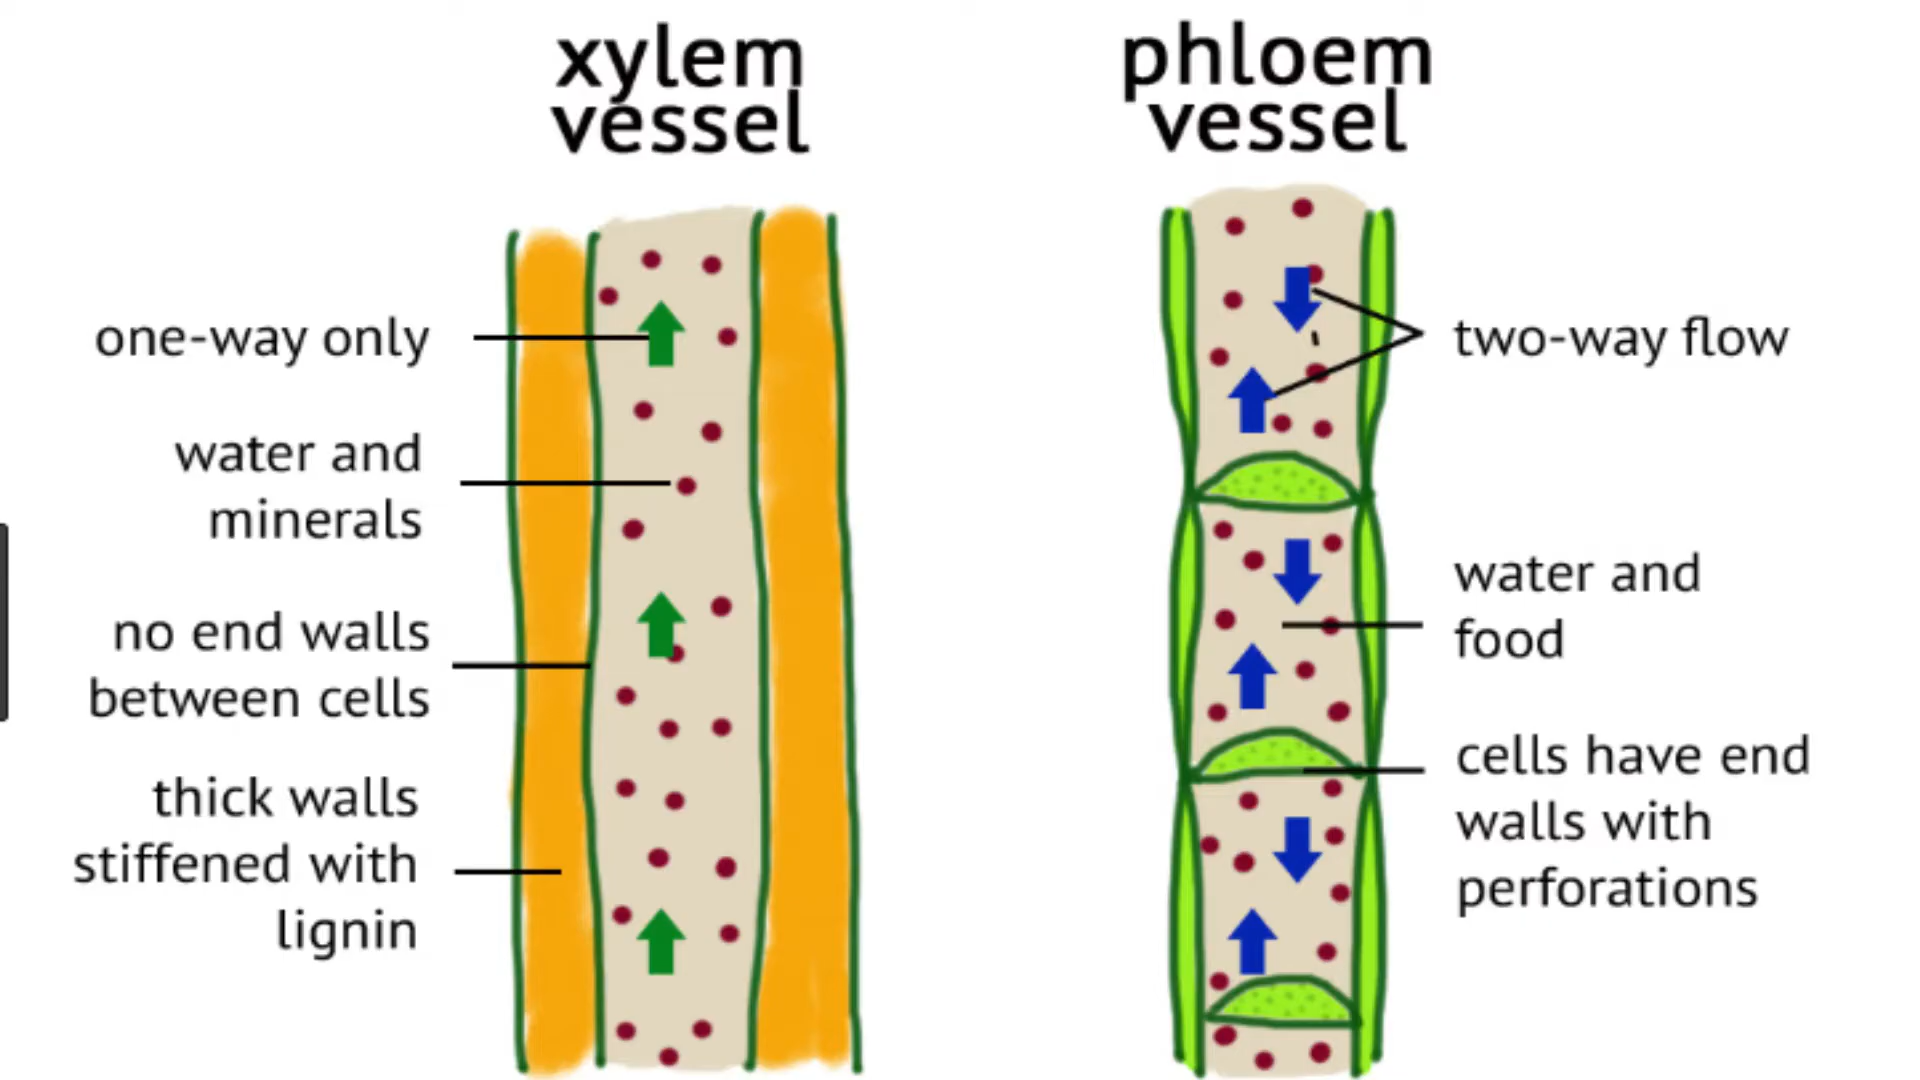 xylem
vessel
phloem
vessel
one-way only
water and
minerals
no end walls
between cells
thick walls
stiffened with
lignin
two-way flow
water and
food
cells have end
walls with
perforations